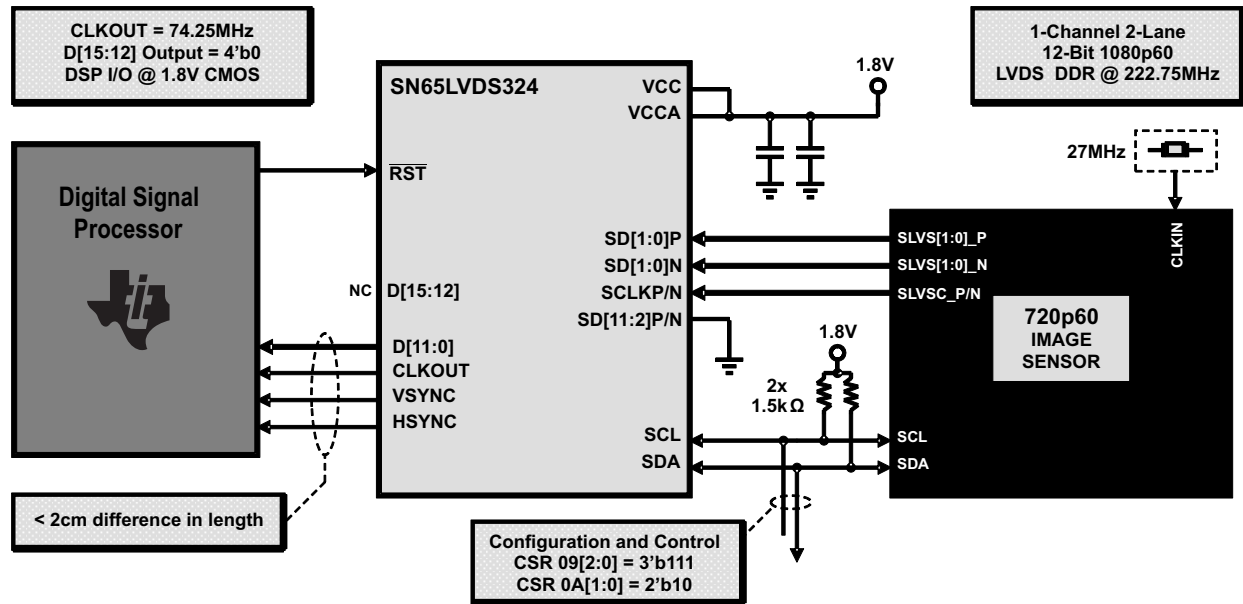 CLKOUT = 74.25MHz
D[15:12] Output = 4'b0
DSP I/O @ 1.8V CMOS
1-Channel 2-Lane
12-Bit 1080p60
LVDS DDR @ 222.75MHz
SN65LVDS324
VCC
VCCA
1.8V
27MHz
CLKIN
Digital Signal
Processor
RST
SD[1:0]P
SD[1:0]N
SCLKP/N
SD[11:2]P/N
SLVS[1:0]_P
SLVS[1:0]_N
SLVSC_P/N
NC
D[15:12]
720p60
IMAGE
SENSOR
1.8V
2x
1.5kΩ
D[11:0]
CLKOUT
VSYNC
HSYNC
SCL
SDA
SCL
SDA
< 2cm difference in length
Configuration and Control
CSR 09[2:0] = 3'b111
CSR 0A[1:0] = 2'b10